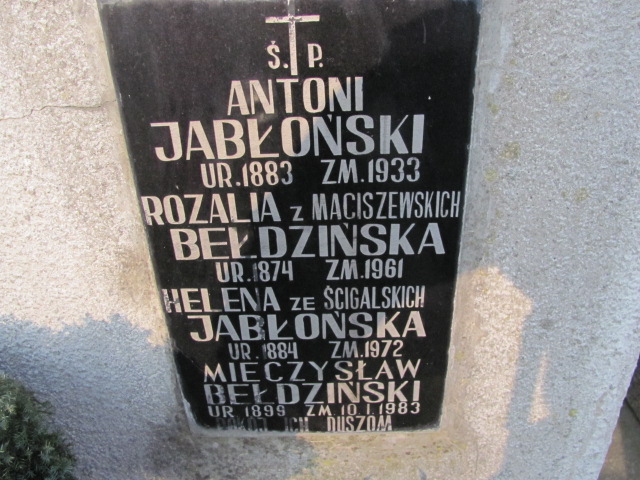 Ś. P.
ANTONI
JABŁOŃSKI
UR. 1883 ZM. 1933
ROZALIA z MACISZEWSKICH
BEŁDZIŃSKA
UR. 1874 ZM. 1961
HELENA ZE ŚCIGALSKICH
JABŁOŃSKA
UR. 1884 ZM. 1972
MIECZYSŁAW
BEŁDZIŃSKI
UR 1899 ZM. 10.I.1983
POKÓJ ICH DUSZOM